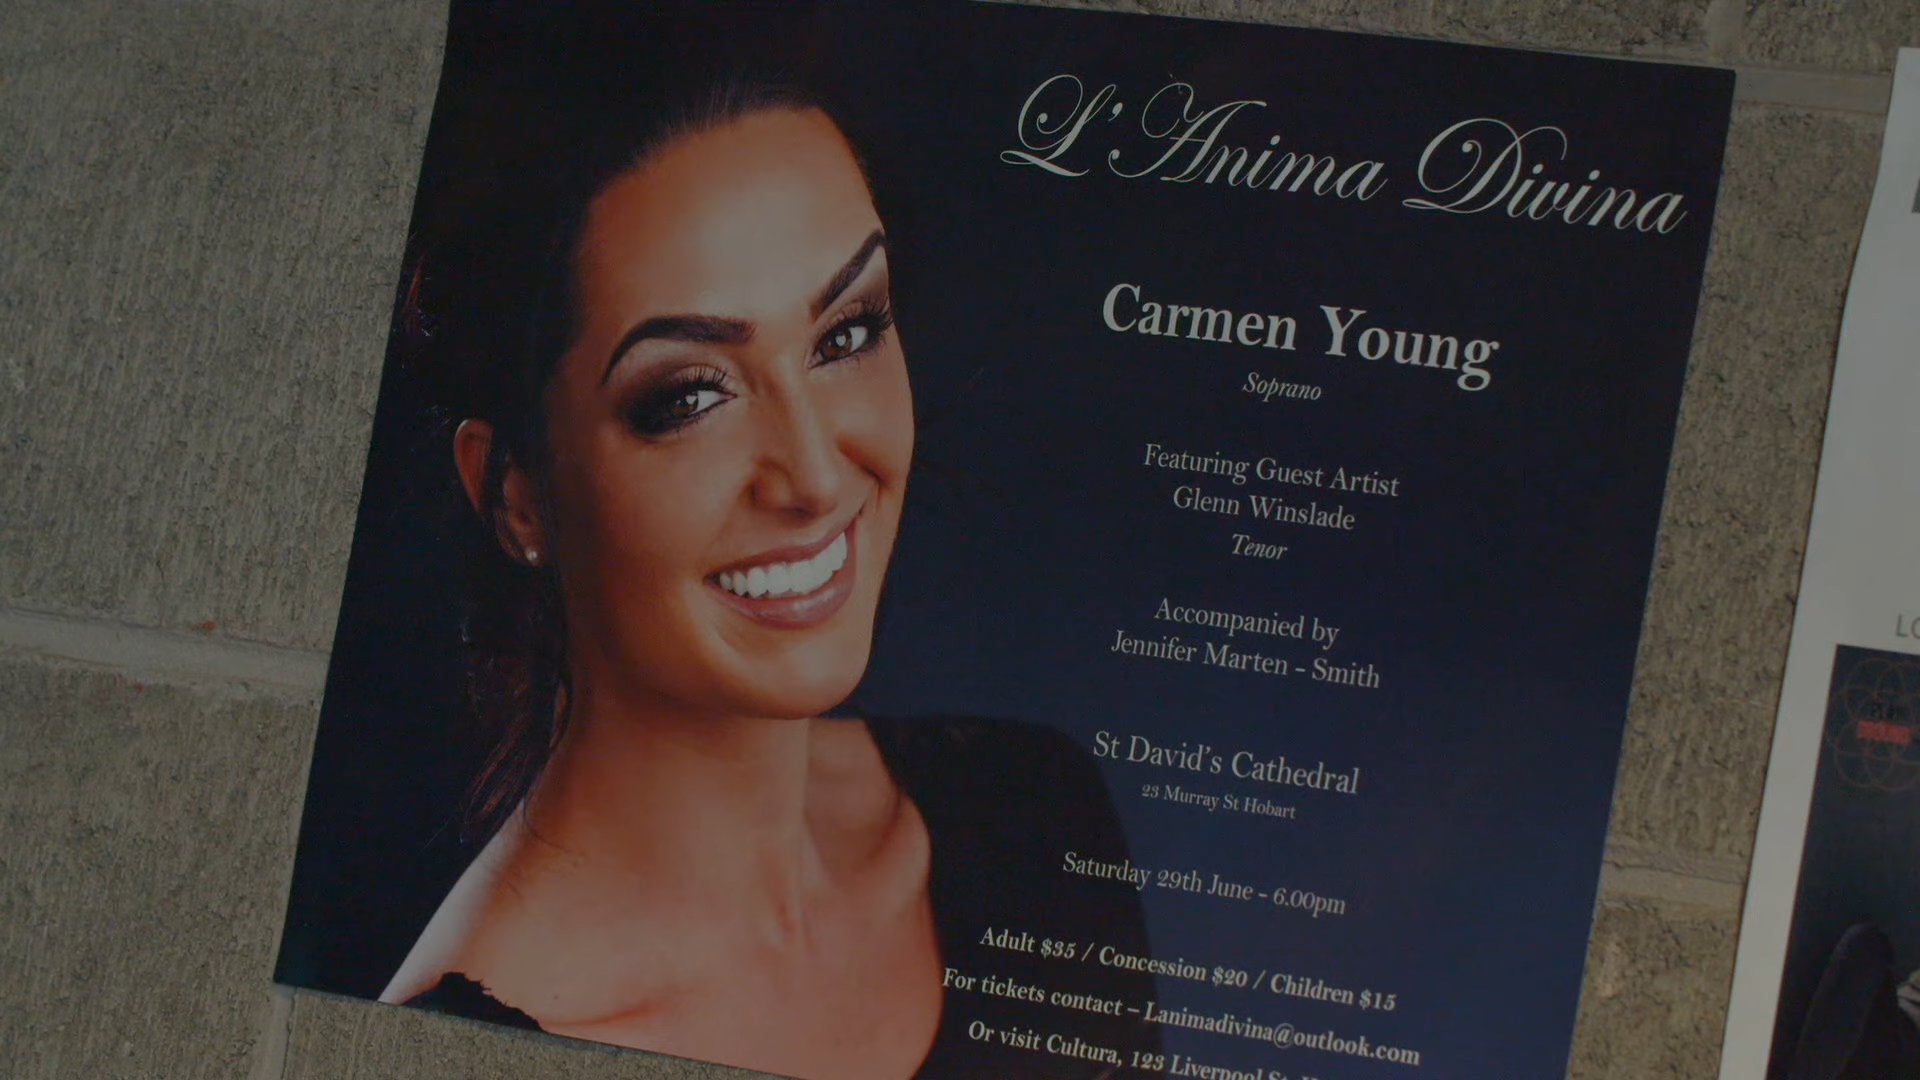 L'Anima Divina
Carmen Young
Soprano
Featuring Guest Artist
Glenn Winslade
Tenor
Accompanied by
Jennifer Marten - Smith
St David's Cathedral
23 Murray St Hobart
Saturday 29th June - 6.00pm
Adult $35 / Concession $20 / Children $15
For tickets contact – Lanimadivina@outlook.com
Or visit Cultura, 123 Liverpool St,